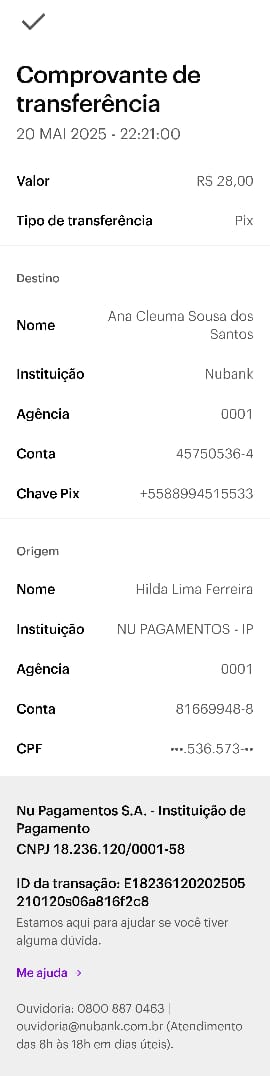 Comprovante de
transferência
20 MAI 2025 - 22:21:00
Valor R$ 28,00
Tipo de transferência Pix
Destino
Nome Ana Cleuma Sousa dos
Santos
Instituição Nubank
Agência 0001
Conta 45750536-4
Chave Pix +5588994515533
Origem
Nome Hilda Lima Ferreira
Instituição NU PAGAMENTOS - IP
Agência 0001
Conta 81669948-8
CPF •••.536.573-••
Nu Pagamentos S.A. - Instituição de
Pagamento
CNPJ 18.236.120/0001-58
ID da transação: E18236120202505
210120s06a816f2c8
Estamos aqui para ajudar se você tiver
alguma dúvida.
Me ajuda >
Ouvidoria: 0800 887 0463 |
ouvidoria@nubank.com.br (Atendimento
das 8h às 18h em dias úteis).